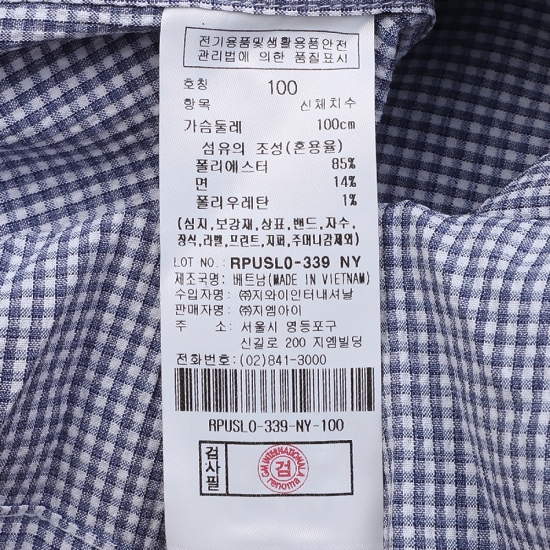 전기용품및생활용품안전
관리법에 의한 품질표시
호칭 100
항목 신체치수
가슴둘레 100cm
섬유의 조성(혼용율)
폴리에스터 85%
면 14%
폴리우레탄 1%
(심지,보강재,상표,밴드,자수,
장식,라벨,프린트,지퍼,주머니감제외)
LOT NO.: RPUSL0-339 NY
제조국명: 베트남(MADE IN VIETNAM)
수입자명: ㈜지와이인터내셔날
판매자명: ㈜지엠아이
주 소: 서울시 영등포구
신길로 200 지엠빌딩
전화번호: (02)841-3000
RPUSL0-339-NY-100
검사필
GM INTERNATIONAL
검
renoma